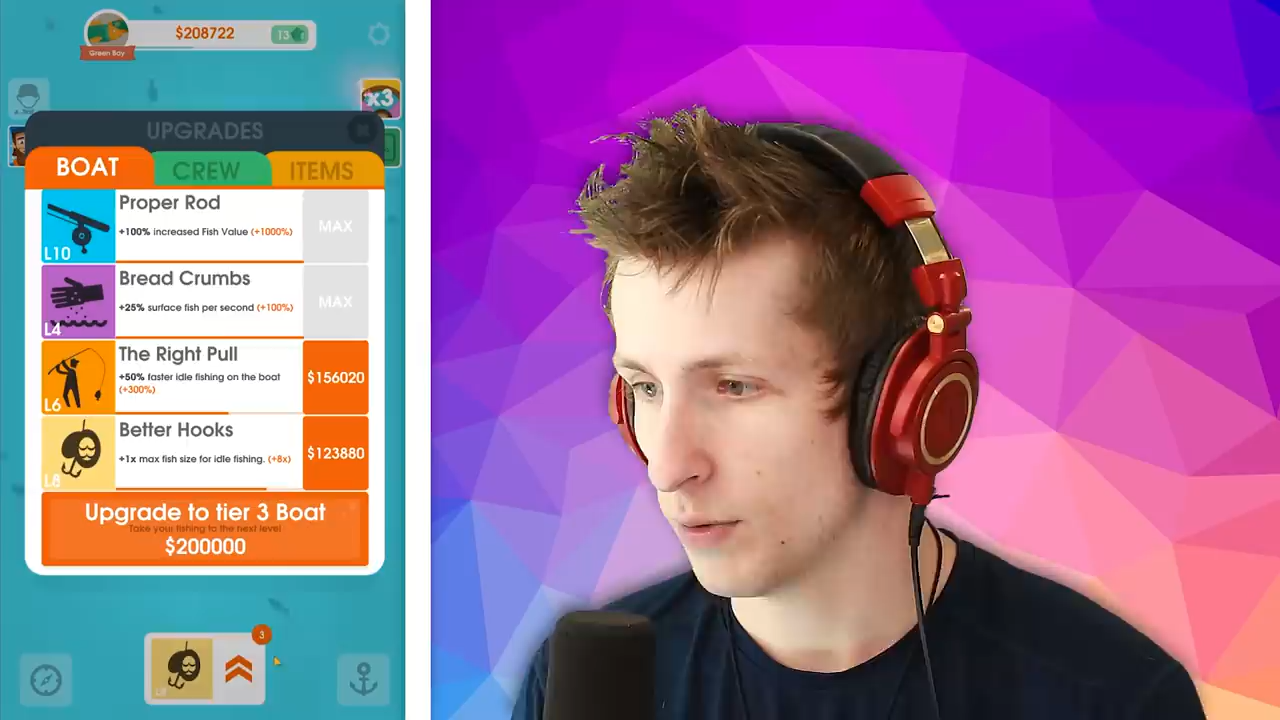 $208722
13
Green Bay
x3
UPGRADES
BOAT
CREW
ITEMS
Proper Rod
+100% increased Fish Value (+1000%)
MAX
L10
Bread Crumbs
+25% surface fish per second (+100%)
MAX
L4
The Right Pull
+50% faster idle fishing on the boat
(+300%)
$156020
L6
Better Hooks
+1x max fish size for idle fishing. (+8x)
$123880
L8
Upgrade to tier 3 Boat
Take your fishing to the next level
$200000
3